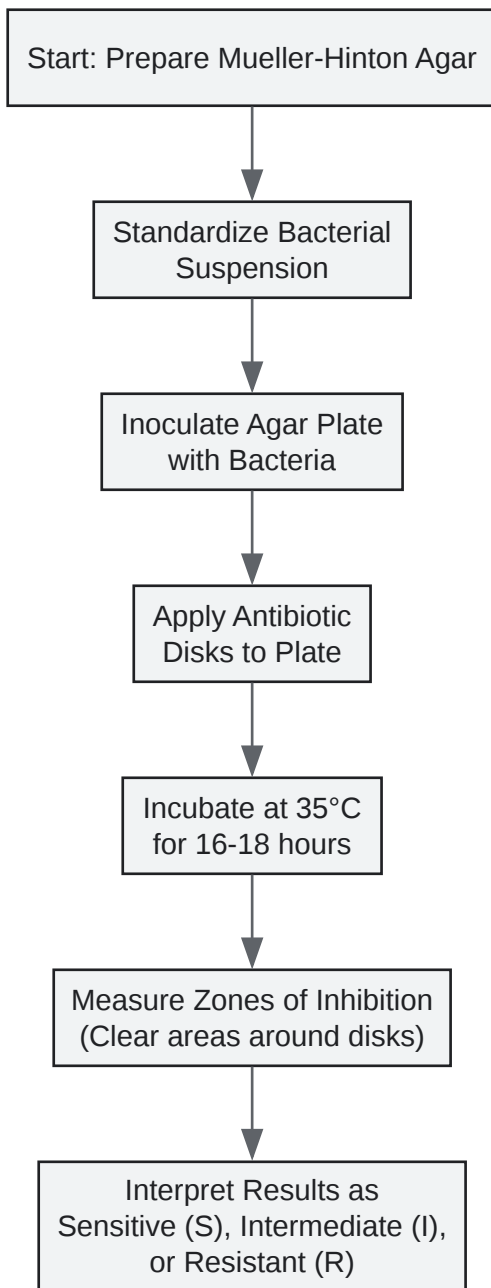 Start: Prepare Mueller-Hinton Agar
Standardize Bacterial
Suspension
Inoculate Agar Plate
with Bacteria
Apply Antibiotic
Disks to Plate
Incubate at 35°C
for 16-18 hours
Measure Zones of Inhibition
(Clear areas around disks)
Interpret Results as
Sensitive (S), Intermediate (I),
or Resistant (R)